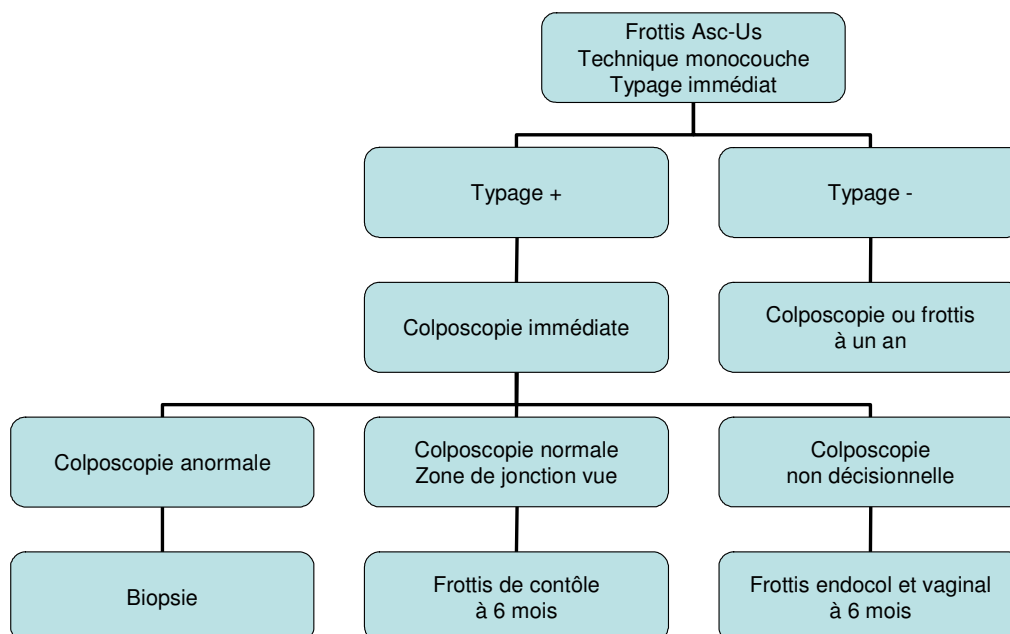 Frottis Asc-Us
Technique monocouche
Typage immédiat
Typage +
Typage -
Colposcopie immédiate
Colposcopie ou frottis
à un an
Colposcopie anormale
Colposcopie normale
Zone de jonction vue
Colposcopie
non décisionnelle
Biopsie
Frottis de contôle
à 6 mois
Frottis endocol et vaginal
à 6 mois